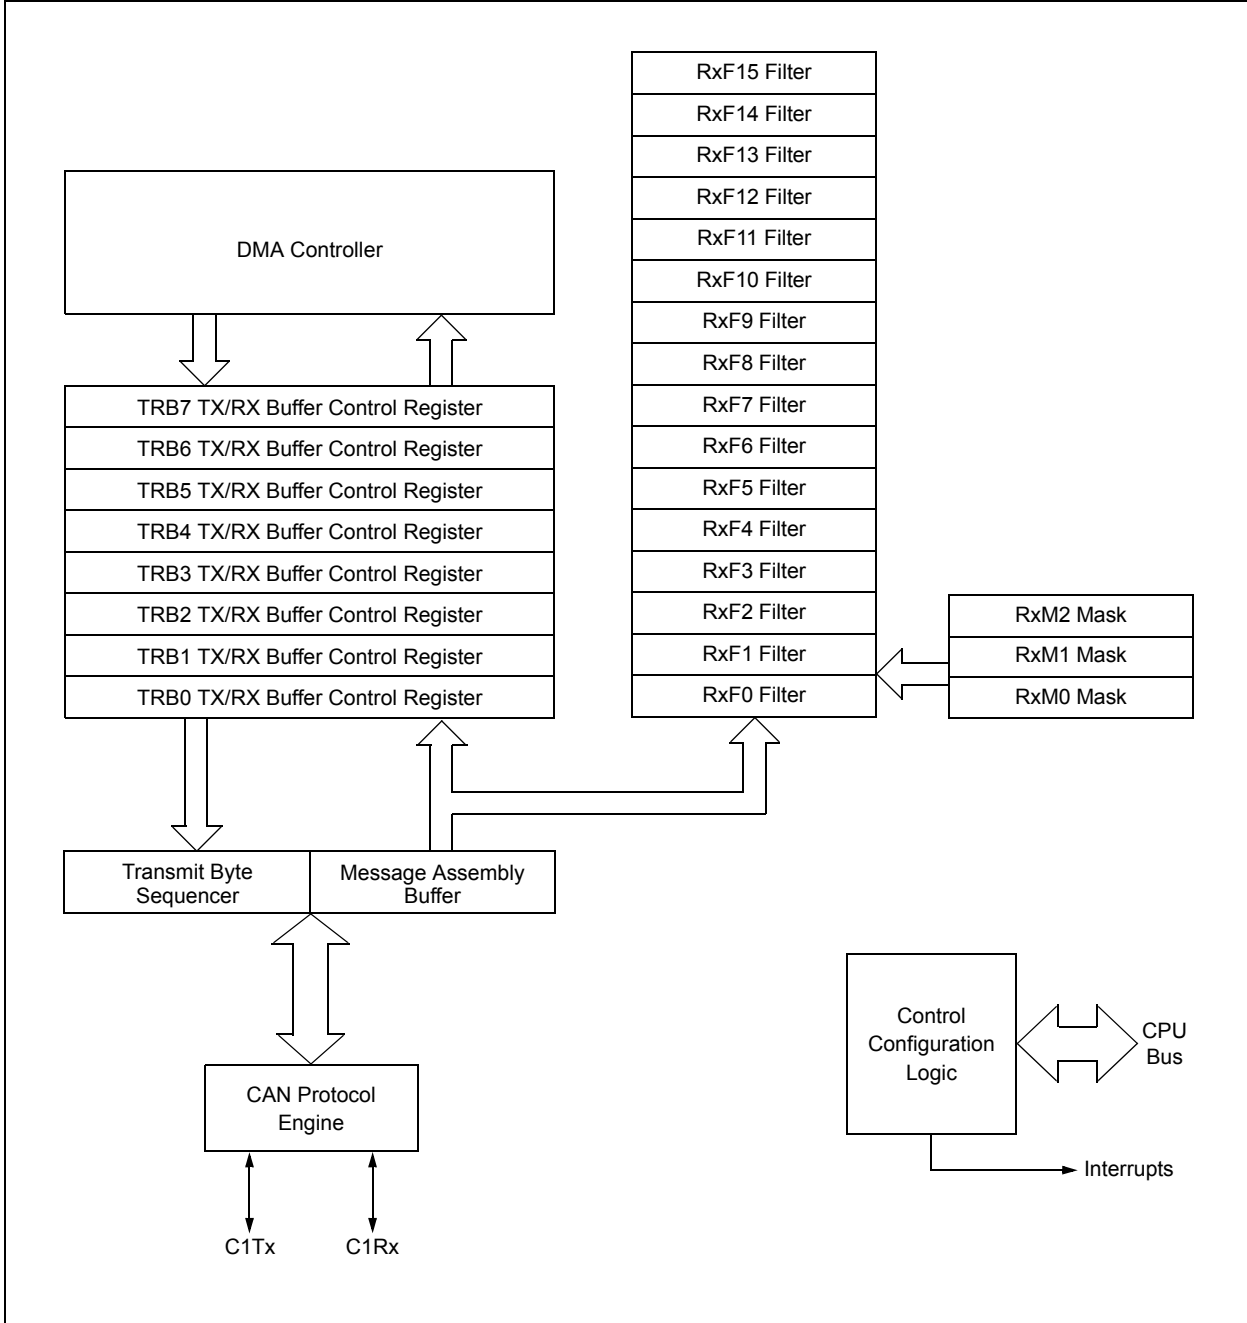 RxF15 Filter
RxF14 Filter
RxF13 Filter
RxF12 Filter
RxF11 Filter
RxF10 Filter
RxF9 Filter
RxF8 Filter
RxF7 Filter
RxF6 Filter
RxF5 Filter
RxF4 Filter
RxF3 Filter
RxF2 Filter
RxF1 Filter
RxF0 Filter
DMA Controller
TRB7 TX/RX Buffer Control Register
TRB6 TX/RX Buffer Control Register
TRB5 TX/RX Buffer Control Register
TRB4 TX/RX Buffer Control Register
TRB3 TX/RX Buffer Control Register
TRB2 TX/RX Buffer Control Register
TRB1 TX/RX Buffer Control Register
TRB0 TX/RX Buffer Control Register
RxM2 Mask
RxM1 Mask
RxM0 Mask
Transmit Byte
Sequencer
Message Assembly
Buffer
CAN Protocol
Engine
C1Tx
C1Rx
Control
Configuration
Logic
CPU
Bus
Interrupts